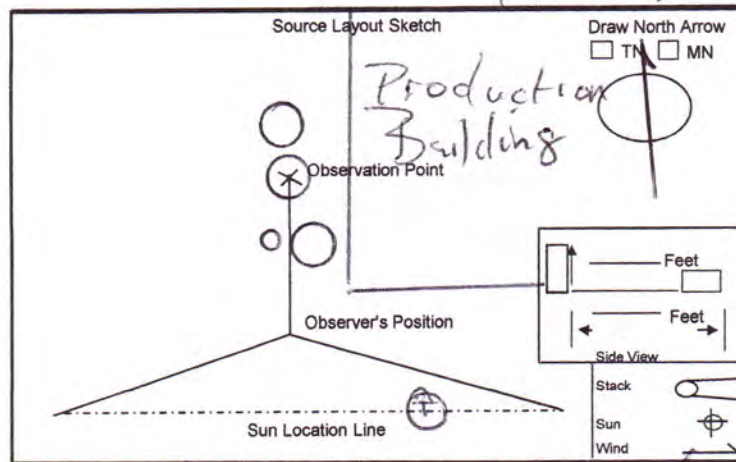 Source Layout Sketch
Draw North Arrow
TN MN
Production
Building
Observation Point
Feet
Feet
Observer's Position
Side View
Stack
Sun
Wind
Sun Location Line